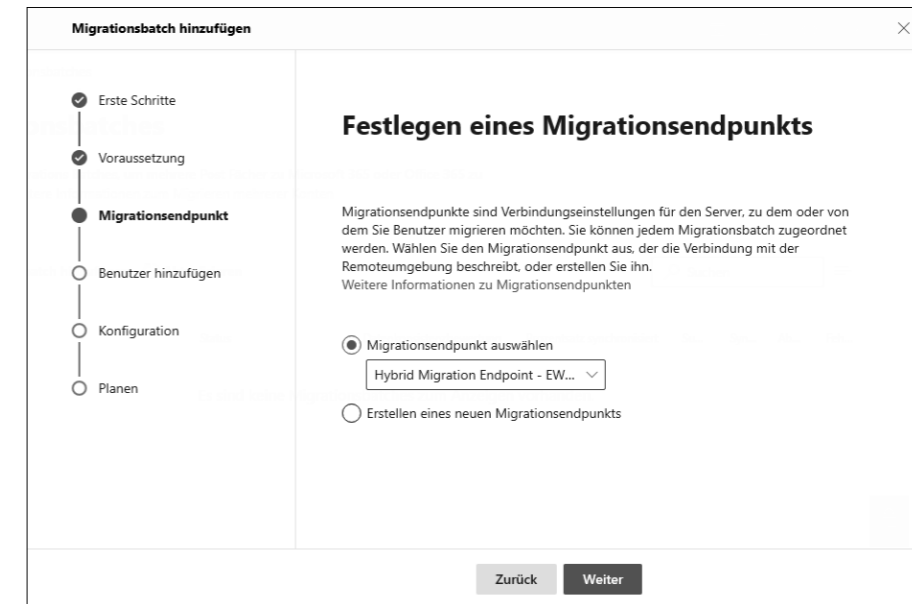 Migrationsbatch hinzufügen
Erste Schritte
Voraussetzung
Migrationsendpunkt
Benutzer hinzufügen
Konfiguration
Planen
Festlegen eines Migrationsendpunkts
Migrationsendpunkte sind Verbindungseinstellungen für den Server, zu dem oder von
dem Sie Benutzer migrieren möchten. Sie können jedem Migrationsbatch zugeordnet
werden. Wählen Sie den Migrationsendpunkt aus, der die Verbindung mit der
Remoteumgebung beschreibt, oder erstellen Sie ihn.
Weitere Informationen zu Migrationsendpunkten
Migrationsendpunkt auswählen
Hybrid Migration Endpoint - EW...
Erstellen eines neuen Migrationsendpunkts
Zurück
Weiter